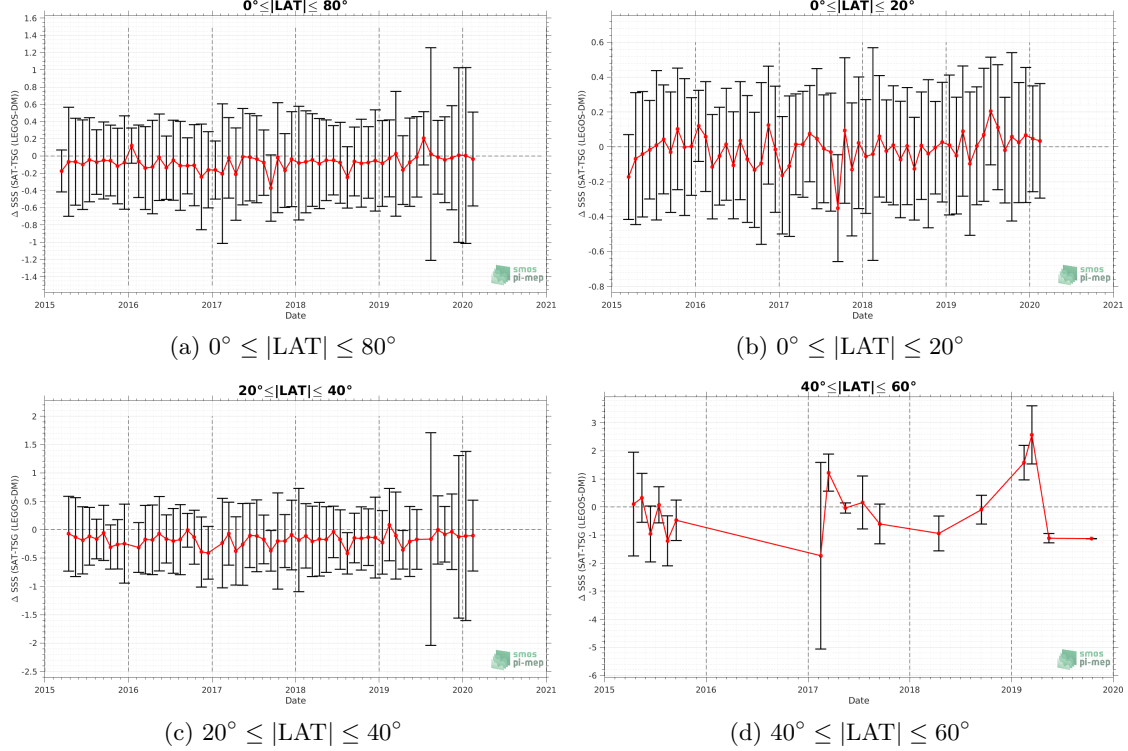 0°≤|LAT|≤ 80°
Δ SSS (SAT-TSG (LEGOS-DM))
1.6
1.4
1.2
1
0.8
0.6
0.4
0.2
0
-0.2
-0.4
-0.6
-0.8
-1
-1.2
-1.4
2015 2016 2017 2018 2019 2020 2021
Date
smos
pi-mep
(a) 0° ≤ |LAT| ≤ 80°
0°≤|LAT|≤ 20°
Δ SSS (SAT-TSG (LEGOS-DM))
0.6
0.4
0.2
0
-0.2
-0.4
-0.6
-0.8
2015 2016 2017 2018 2019 2020 2021
Date
smos
pi-mep
(b) 0° ≤ |LAT| ≤ 20°
20°≤|LAT|≤ 40°
Δ SSS (SAT-TSG (LEGOS-DM))
2
1.5
1
0.5
0
-0.5
-1
-1.5
-2
-2.5
2015 2016 2017 2018 2019 2020 2021
Date
smos
pi-mep
(c) 20° ≤ |LAT| ≤ 40°
40°≤|LAT|≤ 60°
Δ SSS (SAT-TSG (LEGOS-DM))
3
2
1
0
-1
-2
-3
-4
-5
-6
2015 2016 2017 2018 2019 2020
Date
smos
pi-mep
(d) 40° ≤ |LAT| ≤ 60°